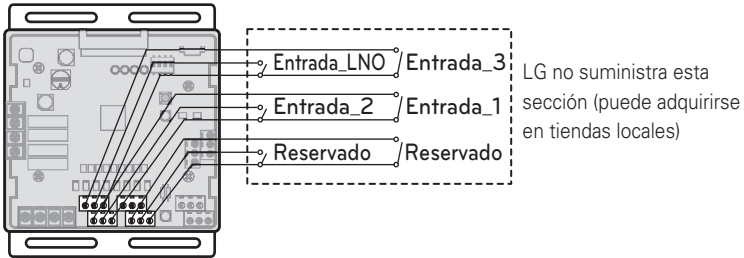 Entrada_LNO Entrada_3
Entrada_2 Entrada_1
Reservado Reservado
LG no suministra esta
sección (puede adquirirse
en tiendas locales)